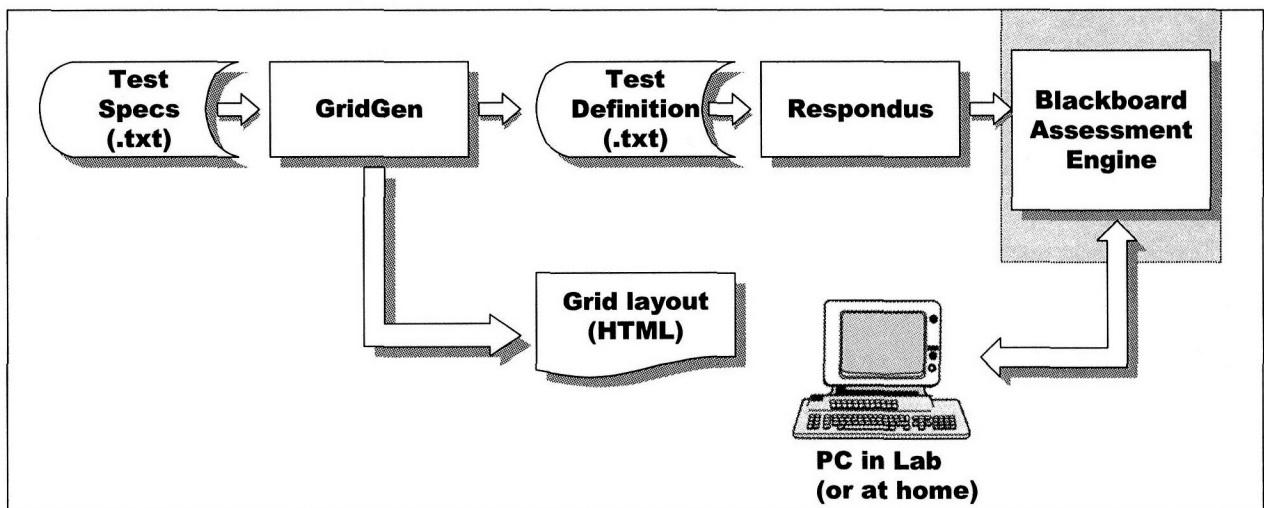 Test
Specs
(.txt)
GridGen
Test
Definition
(.txt)
Respondus
Blackboard
Assessment
Engine
Grid layout
(HTML)
PC in Lab
(or at home)